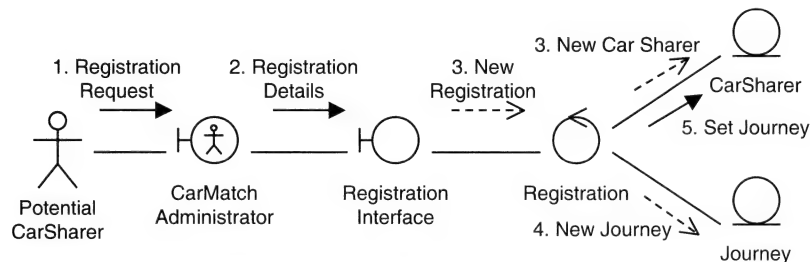 1. Registration
Request
2. Registration
Details
3. New
Registration
3. New Car Sharer
CarSharer
5. Set Journey
Potential
CarSharer
CarMatch
Administrator
Registration
Interface
Registration
4. New Journey
Journey